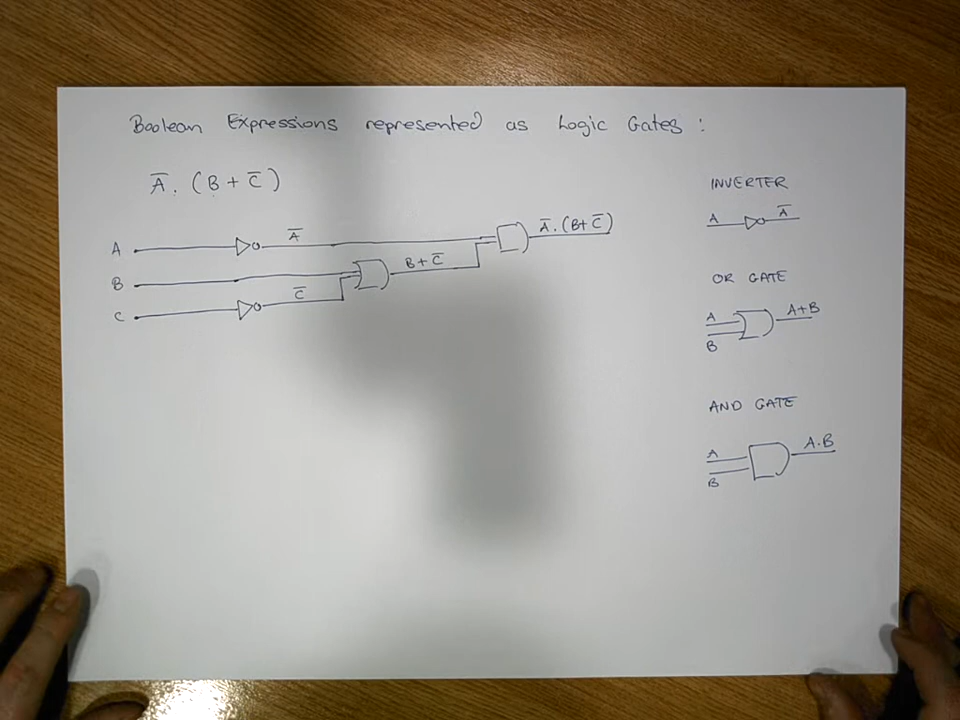 Boolean Expressions represented as Logic Gates :
A̅ . (B + C̅)
A A̅ A̅ . (B + C̅)
B B + C̅
C C̅
INVERTER
A A̅
OR GATE
A A+B
B
AND GATE
A A.B
B